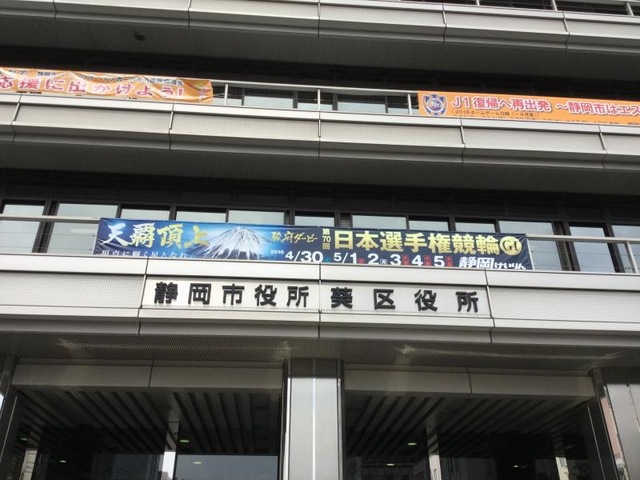 応援に出かけよう!
J1復帰へ再出発 ～静岡市はエス
天覇頂上
駿府ダービー
第70回
日本選手権競輪 GI
2016 4/30 5/1 2 3 4 5 静岡けいりん
静岡市役所 葵区役所